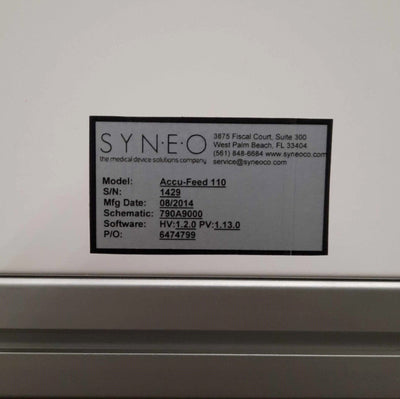 SYNEO
the medical device solutions company
3875 Fiscal Court, Suite 300
West Palm Beach, FL 33404
(561) 848-6684 www.syneoco.com
service@syneoco.com
Model: Accu-Feed 110
S/N: 1429
Mfg Date: 08/2014
Schematic: 790A9000
Software: HV:1.2.0 PV:1.13.0
P/O: 6474799